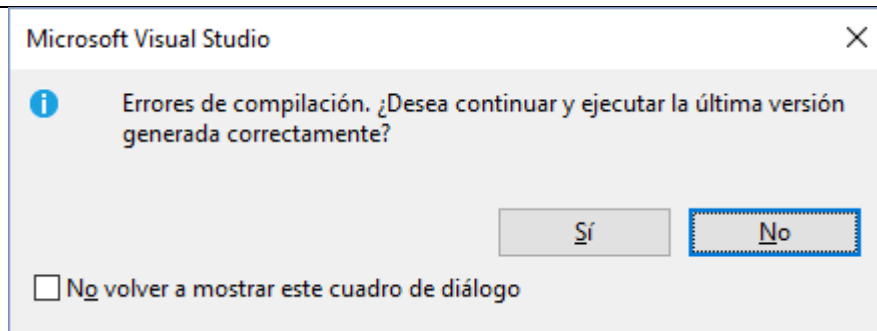 Microsoft Visual Studio
Errores de compilación. ¿Desea continuar y ejecutar la última versión
generada correctamente?
Sí
No
No volver a mostrar este cuadro de diálogo